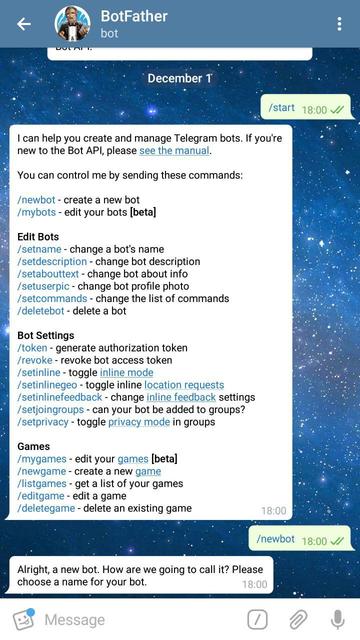 BotFather
bot
Bot API.
December 1
/start 18:00
I can help you create and manage Telegram bots. If you're
new to the Bot API, please see the manual.
You can control me by sending these commands:
/newbot - create a new bot
/mybots - edit your bots [beta]
Edit Bots
/setname - change a bot's name
/setdescription - change bot description
/setabouttext - change bot about info
/setuserpic - change bot profile photo
/setcommands - change the list of commands
/deletebot - delete a bot
Bot Settings
/token - generate authorization token
/revoke - revoke bot access token
/setinline - toggle inline mode
/setinlinegeo - toggle inline location requests
/setinlinefeedback - change inline feedback settings
/setjoingroups - can your bot be added to groups?
/setprivacy - toggle privacy mode in groups
Games
/mygames - edit your games [beta]
/newgame - create a new game
/listgames - get a list of your games
/editgame - edit a game
/deletegame - delete an existing game
18:00
/newbot 18:00
Alright, a new bot. How are we going to call it? Please
choose a name for your bot. 18:00
Message